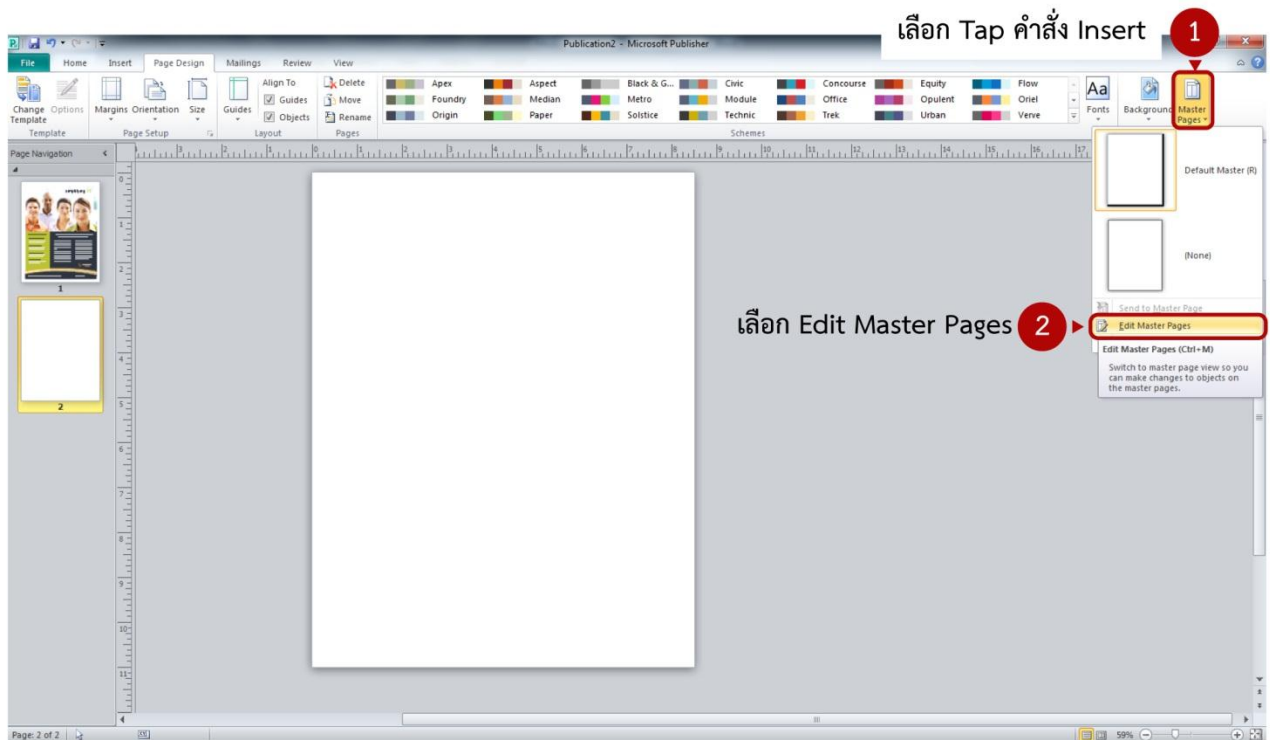 เลือก Tap คำสั่ง Insert 1
Publication2 - Microsoft Publisher
File Home Insert Page Design Mailings Review View
Change Template
Options
Template
Margins
Orientation
Size
Page Setup
Guides
Align To
Guides
Objects
Layout
Delete
Move
Rename
Pages
Apex Aspect Black & G... Civic Concourse Equity Flow
Foundry Median Metro Module Office Opulent Oriel
Origin Paper Solstice Technic Trek Urban Verve
Schemes
Aa
Fonts
Background
Master Pages
Page Navigation
1
2
Default Master (R)
(None)
Send to Master Page
เลือก Edit Master Pages 2
Edit Master Pages
Edit Master Pages (Ctrl+M)
Switch to master page view so you
can make changes to objects on
the master pages.
Page: 2 of 2
59%